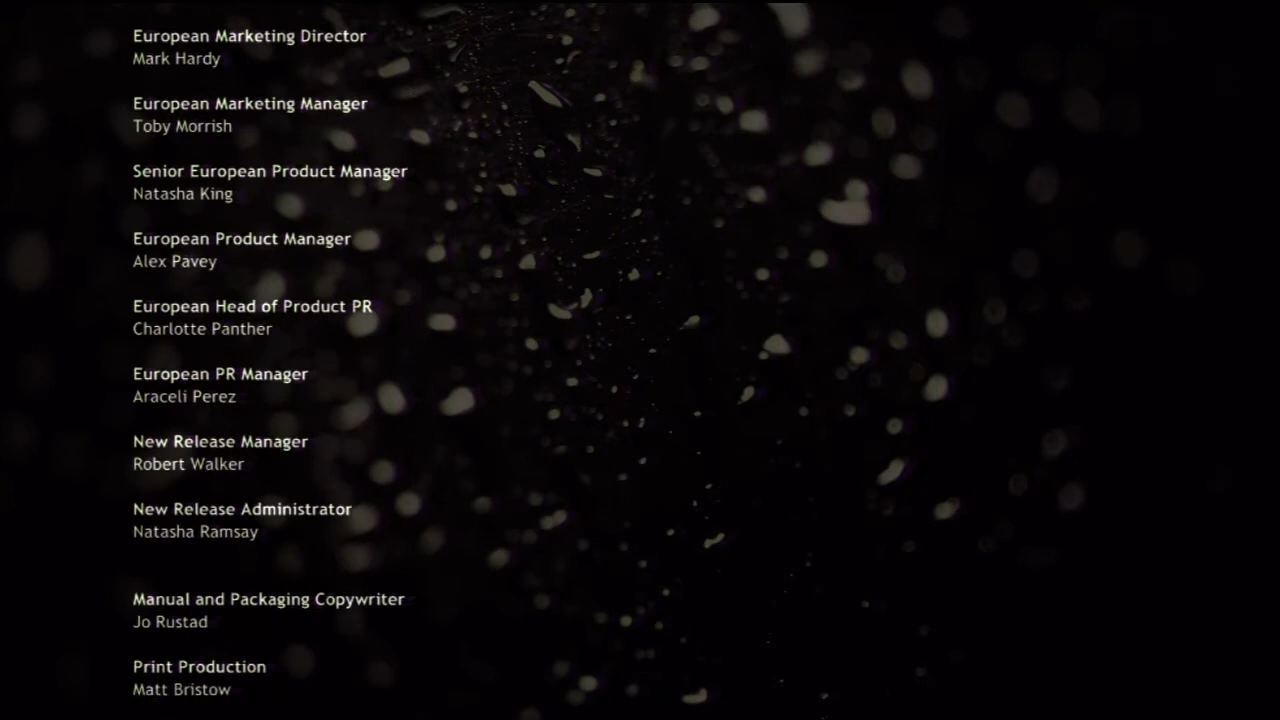 European Marketing Director
Mark Hardy
European Marketing Manager
Toby Morrish
Senior European Product Manager
Natasha King
European Product Manager
Alex Pavey
European Head of Product PR
Charlotte Panther
European PR Manager
Araceli Perez
New Release Manager
Robert Walker
New Release Administrator
Natasha Ramsay
Manual and Packaging Copywriter
Jo Rustad
Print Production
Matt Bristow